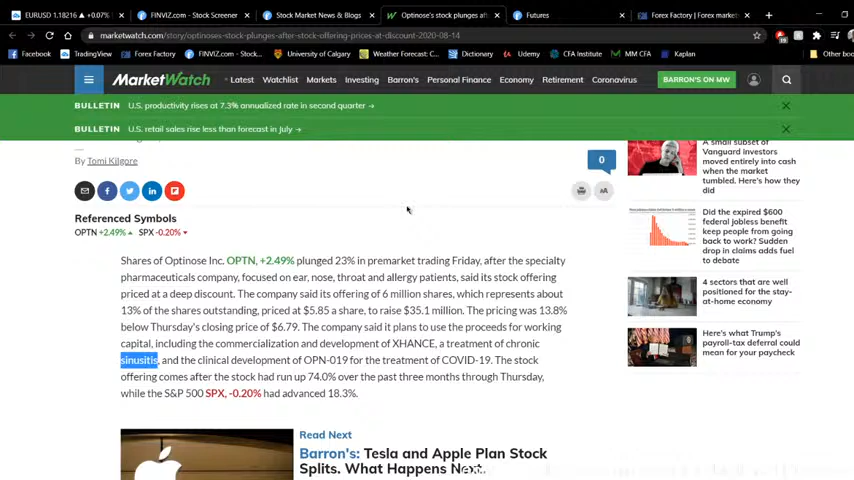 EURUSD 1.18216 ▲ +0.07%
FINVIZ.com - Stock Screener
Stock Market News & Blogs
Optinose's stock plunges aft
Futures
Forex Factory | Forex markets
marketwatch.com/story/optinoses-stock-plunges-after-stock-offering-prices-at-discount-2020-08-14
Facebook
TradingView
Forex Factory
FINVIZ.com - Stock...
University of Calgary
Weather Forecast: C...
Dictionary
Udemy
CFA Institute
MM CFA
Kaplan
Other boo
MarketWatch
Latest
Watchlist
Markets
Investing
Barron's
Personal Finance
Economy
Retirement
Coronavirus
BARRON'S ON MW
BULLETIN U.S. productivity rises at 7.3% annualized rate in second quarter →
BULLETIN U.S. retail sales rise less than forecast in July →
By Tomi Kilgore
0
AA
Referenced Symbols
OPTN +2.49% ▲ SPX -0.20% ▼
Shares of Optinose Inc. OPTN, +2.49% plunged 23% in premarket trading Friday, after the specialty
pharmaceuticals company, focused on ear, nose, throat and allergy patients, said its stock offering
priced at a deep discount. The company said its offering of 6 million shares, which represents about
13% of the shares outstanding, priced at $5.85 a share, to raise $35.1 million. The pricing was 13.8%
below Thursday's closing price of $6.79. The company said it plans to use the proceeds for working
capital, including the commercialization and development of XHANCE, a treatment of chronic
sinusitis, and the clinical development of OPN-019 for the treatment of COVID-19. The stock
offering comes after the stock had run up 74.0% over the past three months through Thursday,
while the S&P 500 SPX, -0.20% had advanced 18.3%.
Read Next
Barron's: Tesla and Apple Plan Stock
Splits. What Happens Next.
A small subset of
Vanguard investors
moved entirely into cash
when the market
tumbled. Here's how they
did
Did the expired $600
federal jobless benefit
keep people from going
back to work? Sudden
drop in claims adds fuel
to debate
4 sectors that are well
positioned for the stay-
at-home economy
Here's what Trump's
payroll-tax deferral could
mean for your paycheck